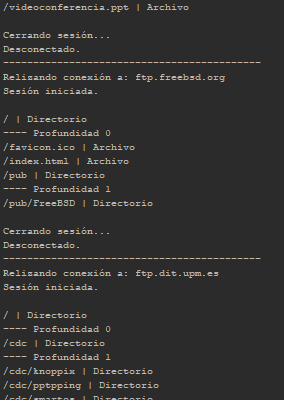 /videoconferencia.ppt | Archivo
Cerrando sesión...
Desconectado.
-------------------------------------------
Relizando conexión a: ftp.freebsd.org
Sesión iniciada.
/ | Directorio
---- Profundidad 0
/favicon.ico | Archivo
/index.html | Archivo
/pub | Directorio
---- Profundidad 1
/pub/FreeBSD | Directorio
Cerrando sesión...
Desconectado.
-------------------------------------------
Relizando conexión a: ftp.dit.upm.es
Sesión iniciada.
/ | Directorio
---- Profundidad 0
/cdc | Directorio
---- Profundidad 1
/cdc/knoppix | Directorio
/cdc/pptpping | Directorio
/cdc/smartos | Directorio